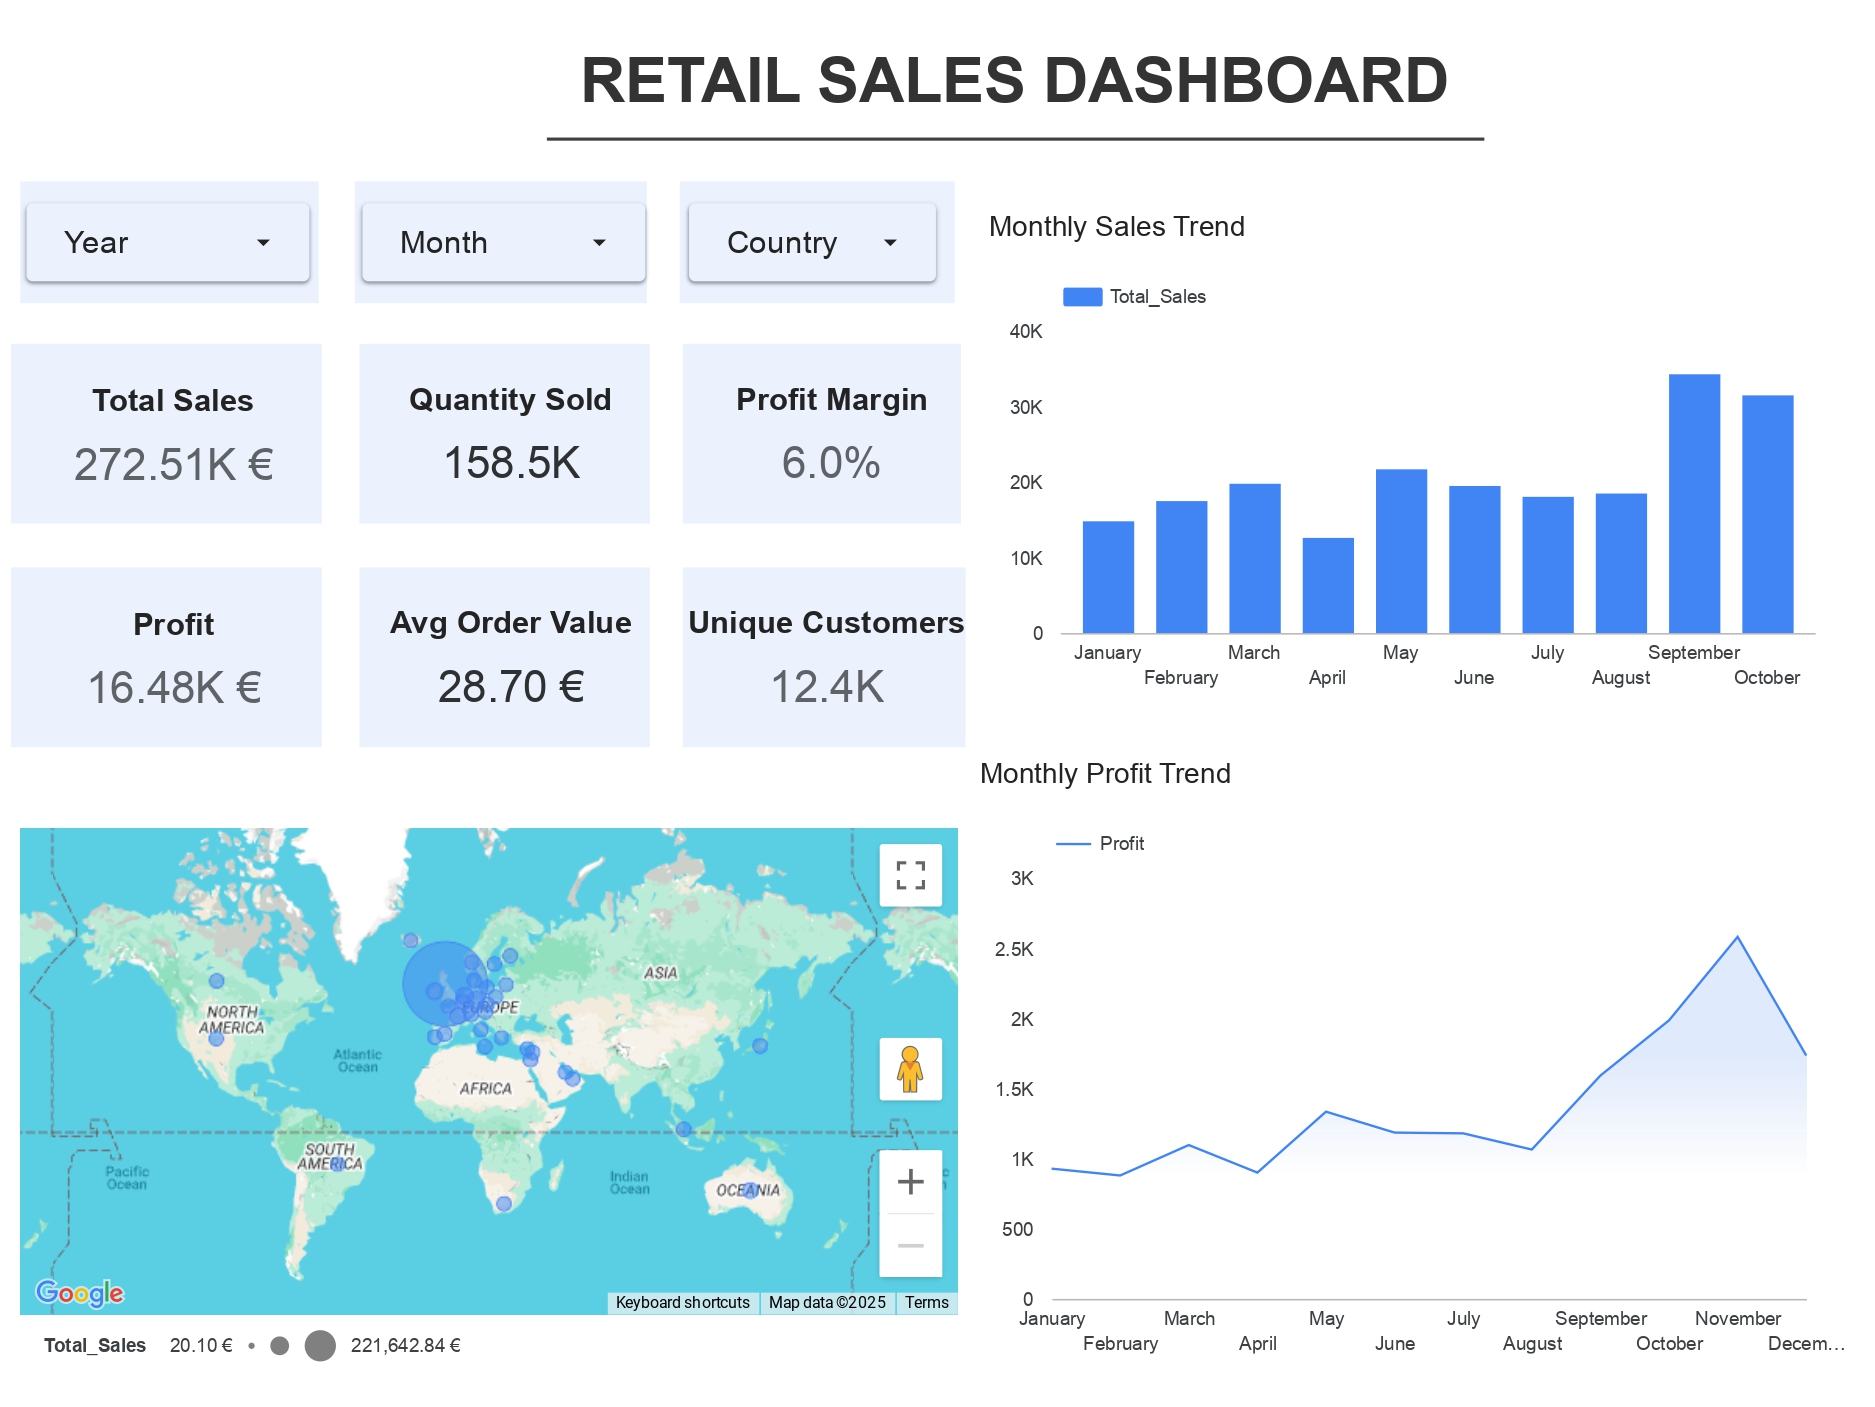 RETAIL SALES DASHBOARD
Year
Month
Country
Total Sales
272.51K €
Quantity Sold
158.5K
Profit Margin
6.0%
Profit
16.48K €
Avg Order Value
28.70 €
Unique Customers
12.4K
Monthly Sales Trend
Total_Sales
40K
30K
20K
10K
0
January
February
March
April
May
June
July
August
September
October
Monthly Profit Trend
Profit
3K
2.5K
2K
1.5K
1K
500
0
January
February
March
April
May
June
July
August
September
October
November
Decem…
NORTH
AMERICA
Atlantic
Ocean
EUROPE
ASIA
AFRICA
SOUTH
AMERICA
Pacific
Ocean
Indian
Ocean
OCEANIA
Google
Keyboard shortcuts
Map data ©2025
Terms
Total_Sales 20.10 € 221,642.84 €